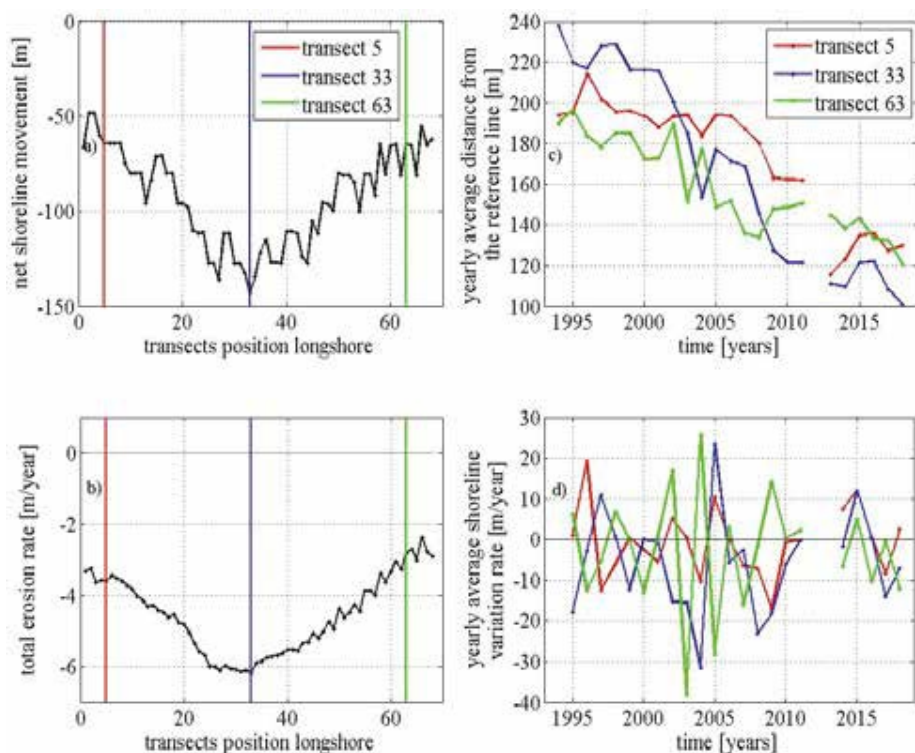 0
-50
-100
-150
0
20
40
60
net shoreline movement [m]
transects position longshore
a)
transect 5
transect 33
transect 63
240
220
200
180
160
140
120
100
1995
2000
2005
2010
2015
yearly average distance from
the reference line [m]
time [years]
c)
transect 5
transect 33
transect 63
0
-2
-4
-6
0
20
40
60
total erosion rate [m/year]
transects position longshore
b)
30
20
10
0
-10
-20
-30
-40
1995
2000
2005
2010
2015
yearly average shoreline
variation rate [m/year]
time [years]
d)